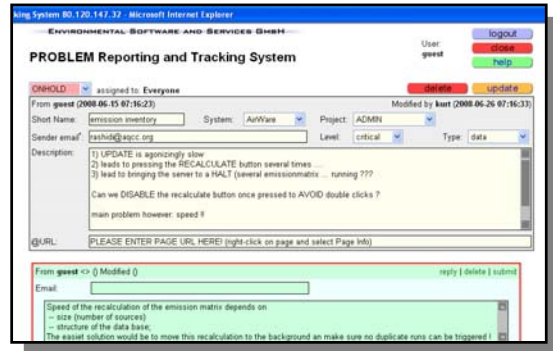 king System 80.120.147.32 - Microsoft Internet Explorer
ENVIRONMENTAL SOFTWARE AND SERVICES GMBH
logout
User: guest
close
help
PROBLEM Reporting and Tracking System
ONHOLD assigned to: Everyone delete update
From guest (2008-06-15 07:16:23) Modified by kurt (2008-06-26 07:16:33)
Short Name: emission inventory System: AirWare Project: ADMIN
Sender email*: rashid@aqcc.org Level: critical Type: data
Description: 1) UPDATE is agonizingly slow
2) leads to pressing the RECALCULATE button several times ...
3) lead to bringing the server to a HALT (several emissionmatrix ... running ???
Can we DISABLE the recalculate button once pressed to AVOID double clicks ?
main problem however: speed !!
@URL: PLEASE ENTER PAGE URL HERE! (right-click on page and select Page Info)
From guest <> () Modified () reply | delete | submit
Email:
Speed of the recalculation of the emission matrix depends on
-- size (number of sources)
-- structure of the data base;
The easiet solution would be to move this recalculation to the background an make sure no duplicate runs can be triggered !